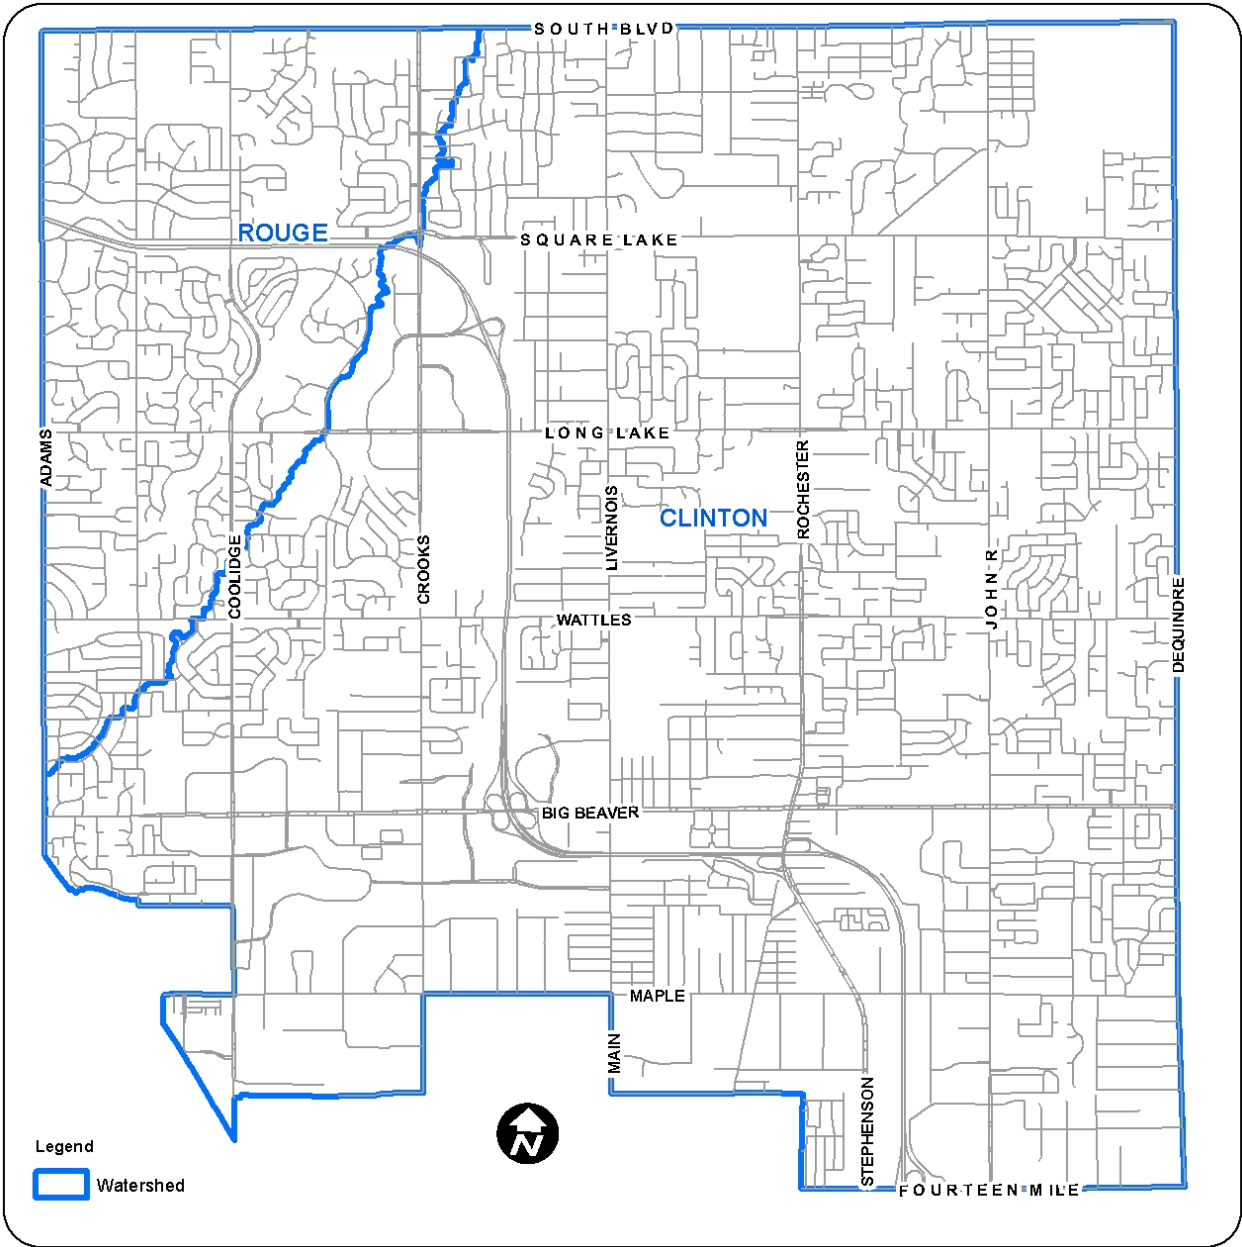 SOUTH BLVD
ROUGE
SQUARE LAKE
ADAMS
LONG LAKE
ROCHESTER
LIVERNOIS
CLINTON
COOLIDGE
CROOKS
JOHN R
DEQUINDRE
WATTLES
BIG BEAVER
MAPLE
MAIN
STEPHENSON
N
Legend
Watershed
FOURTEEN MILE